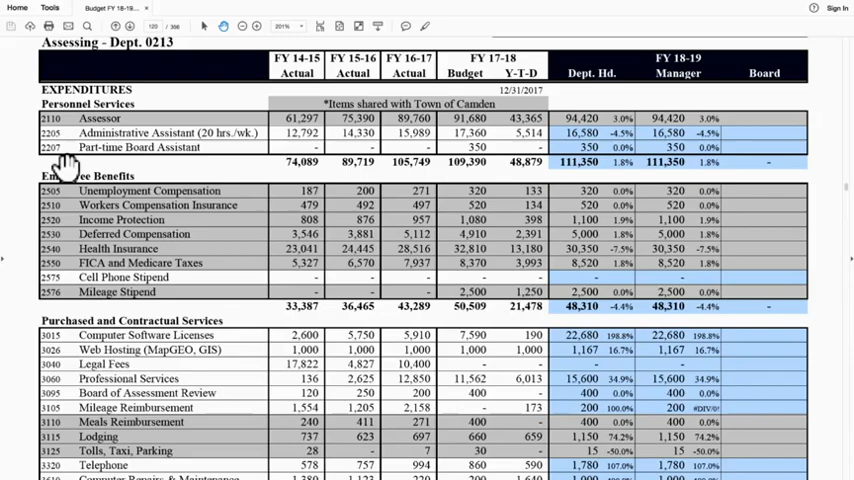 Home Tools Budget FY 18-19... × Sign In
120 / 356 201%
Assessing - Dept. 0213
FY 14-15 FY 15-16 FY 16-17 FY 17-18 FY 18-19
Actual Actual Actual Budget Y-T-D Dept. Hd. Manager Board
EXPENDITURES 12/31/2017
Personnel Services *Items shared with Town of Camden
2110 Assessor 61,297 75,390 89,760 91,680 43,365 94,420 3.0% 94,420 3.0%
2205 Administrative Assistant (20 hrs./wk.) 12,792 14,330 15,989 17,360 5,514 16,580 -4.5% 16,580 -4.5%
2207 Part-time Board Assistant - - - 350 - 350 0.0% 350 0.0%
74,089 89,719 105,749 109,390 48,879 111,350 1.8% 111,350 1.8% -
Em ee Benefits
2505 Unemployment Compensation 187 200 271 320 133 320 0.0% 320 0.0%
2510 Workers Compensation Insurance 479 492 497 520 134 520 0.0% 520 0.0%
2520 Income Protection 808 876 957 1,080 398 1,100 1.9% 1,100 1.9%
2530 Deferred Compensation 3,546 3,881 5,112 4,910 2,391 5,000 1.8% 5,000 1.8%
2540 Health Insurance 23,041 24,445 28,516 32,810 13,180 30,350 -7.5% 30,350 -7.5%
2550 FICA and Medicare Taxes 5,327 6,570 7,937 8,370 3,993 8,520 1.8% 8,520 1.8%
2575 Cell Phone Stipend - - - - - - -
2576 Mileage Stipend - - - 2,500 1,250 2,500 0.0% 2,500 0.0%
33,387 36,465 43,289 50,509 21,478 48,310 -4.4% 48,310 -4.4% -
Purchased and Contractual Services
3015 Computer Software Licenses 2,600 5,750 5,910 7,590 190 22,680 198.8% 22,680 198.8%
3026 Web Hosting (MapGEO, GIS) 1,000 1,000 1,000 1,000 1,000 1,167 16.7% 1,167 16.7%
3040 Legal Fees 17,822 4,827 10,400 - - - -
3060 Professional Services 136 2,625 12,850 11,562 6,013 15,600 34.9% 15,600 34.9%
3095 Board of Assessment Review 120 250 200 400 - 400 0.0% 400 0.0%
3105 Mileage Reimbursement 1,554 1,205 2,158 - 173 200 100.0% 200 #DIV/0!
3110 Meals Reimbursement 240 411 271 400 - 400 0.0% 400 0.0%
3115 Lodging 737 623 697 660 659 1,150 74.2% 1,150 74.2%
3125 Tolls, Taxi, Parking 28 - 7 30 - 15 -50.0% 15 -50.0%
3320 Telephone 578 757 994 860 590 1,780 107.0% 1,780 107.0%